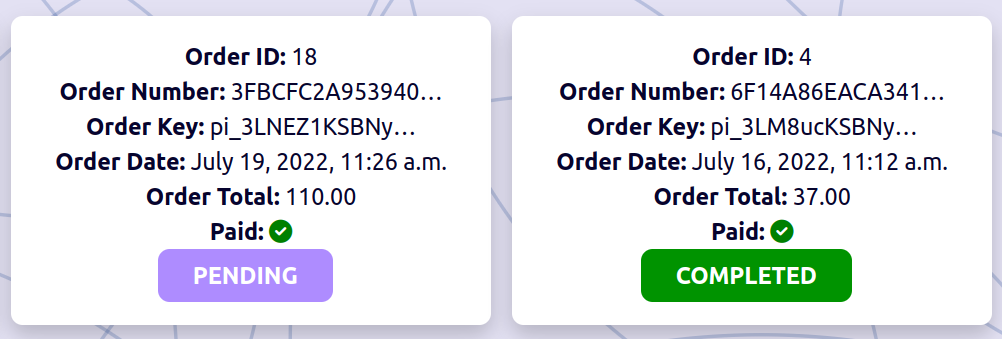 Order ID: 18
Order Number: 3FBCFC2A953940...
Order Key: pi_3LNEZ1KSBNy...
Order Date: July 19, 2022, 11:26 a.m.
Order Total: 110.00
Paid:
PENDING
Order ID: 4
Order Number: 6F14A86EACA341...
Order Key: pi_3LM8ucKSBNy...
Order Date: July 16, 2022, 11:12 a.m.
Order Total: 37.00
Paid:
COMPLETED